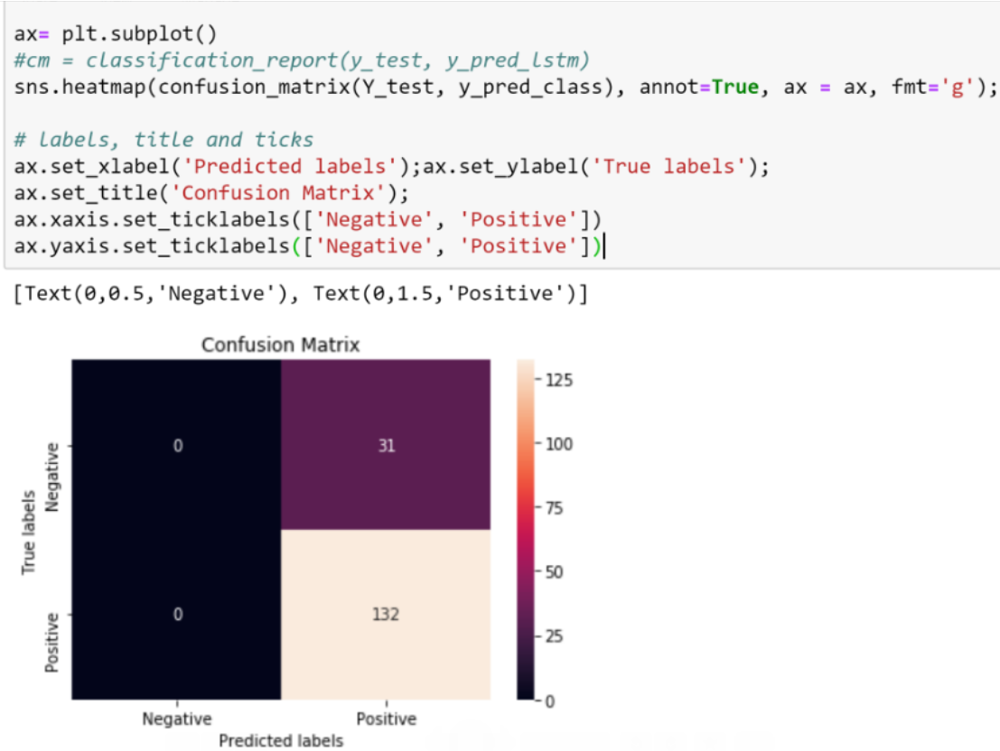 ax= plt.subplot()
#cm = classification_report(y_test, y_pred_lstm)
sns.heatmap(confusion_matrix(Y_test, y_pred_class), annot=True, ax = ax, fmt='g');
# labels, title and ticks
ax.set_xlabel('Predicted labels');ax.set_ylabel('True labels');
ax.set_title('Confusion Matrix');
ax.xaxis.set_ticklabels(['Negative', 'Positive'])
ax.yaxis.set_ticklabels(['Negative', 'Positive'])
[Text(0,0.5,'Negative'), Text(0,1.5,'Positive')]
Confusion Matrix
True labels
Negative
Positive
0
31
0
132
Negative
Positive
Predicted labels
125
100
75
50
25
0